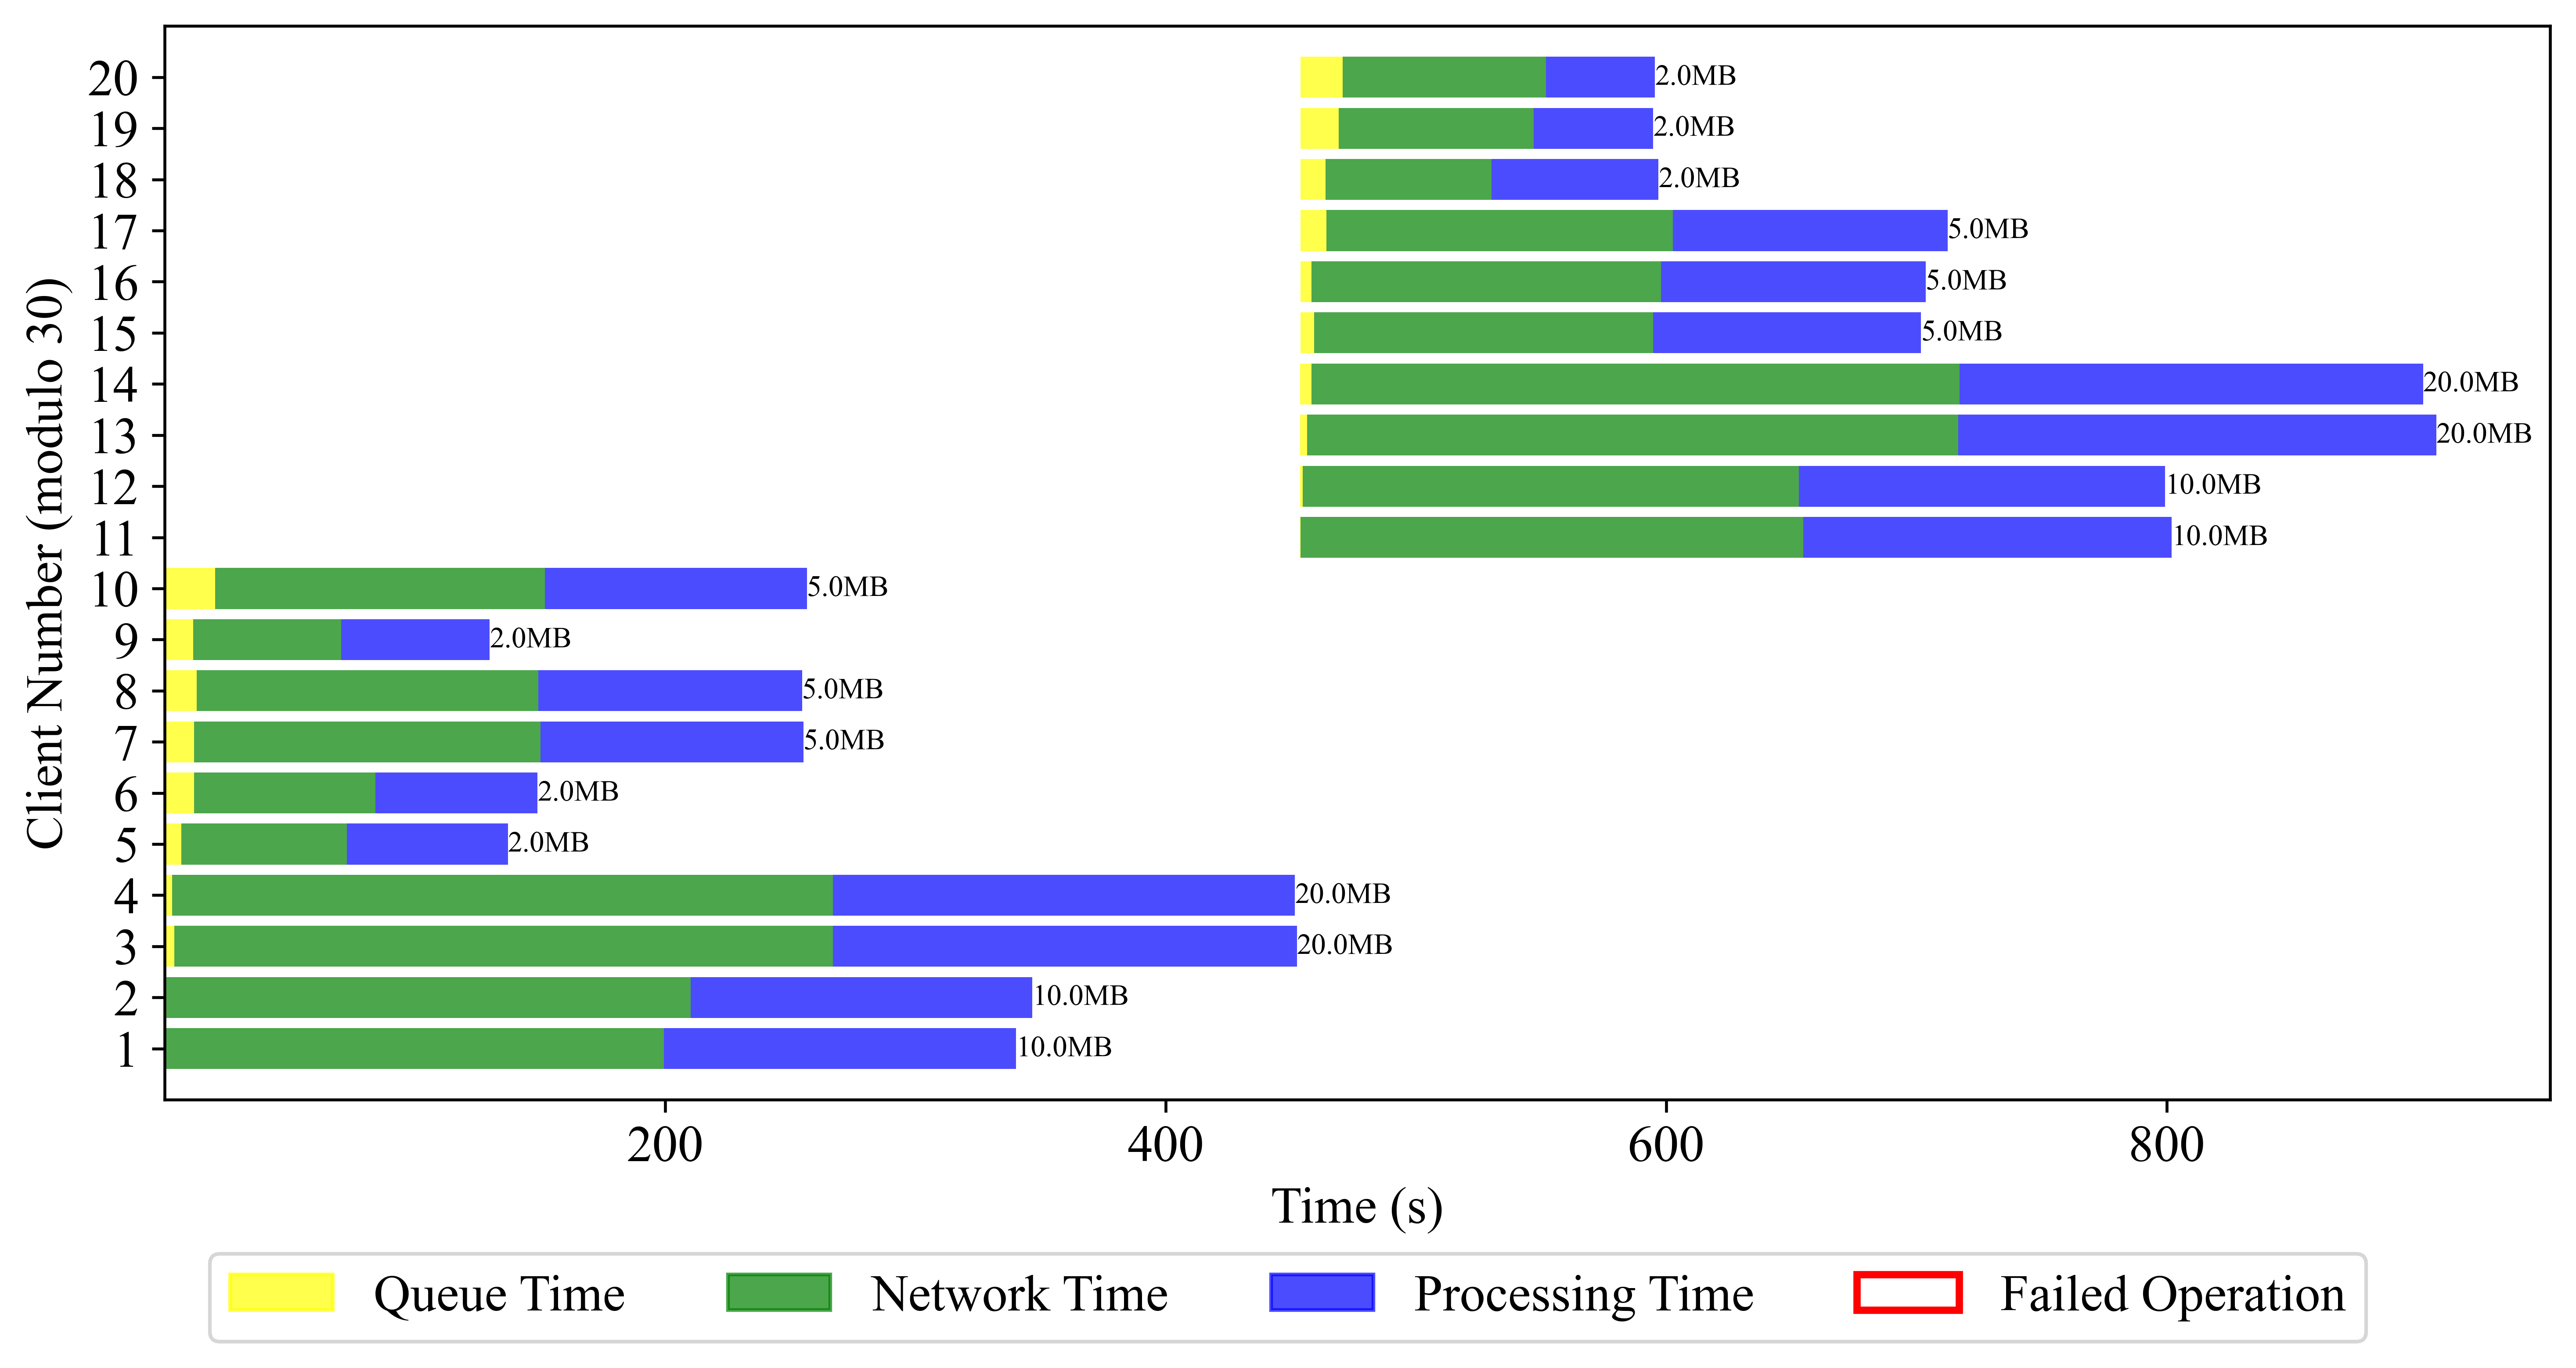 Client Number (modulo 30)
20 2.0MB
19 2.0MB
18 2.0MB
17 5.0MB
16 5.0MB
15 5.0MB
14 20.0MB
13 20.0MB
12 10.0MB
11 10.0MB
10 5.0MB
9 2.0MB
8 5.0MB
7 5.0MB
6 2.0MB
5 2.0MB
4 20.0MB
3 20.0MB
2 10.0MB
1 10.0MB
200 400 600 800
Time (s)
Queue Time Network Time Processing Time Failed Operation